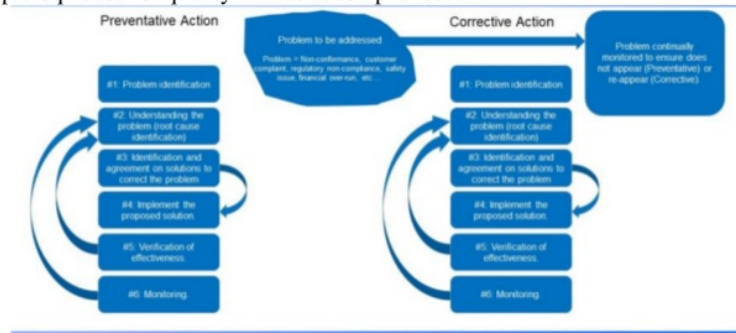 Preventative Action
Corrective Action
Problem to be addressed
Problem = Non-conformance, customer
complaint, regulatory non-compliance, safety
issue, financial over-run, etc...
Problem continually
monitored to ensure does
not appear (Preventative) or
re-appear (Corrective)
#1: Problem identification
#2: Understanding the
problem (root cause
identification)
#3: Identification and
agreement on solutions to
correct the problem
#4: Implement the
proposed solution.
#5: Verification of
effectiveness.
#6: Monitoring.
#1: Problem identification
#2: Understanding the
problem (root cause
identification)
#3: Identification and
agreement on solutions to
correct the problem
#4: Implement the
proposed solution.
#5: Verification of
effectiveness.
#6: Monitoring.